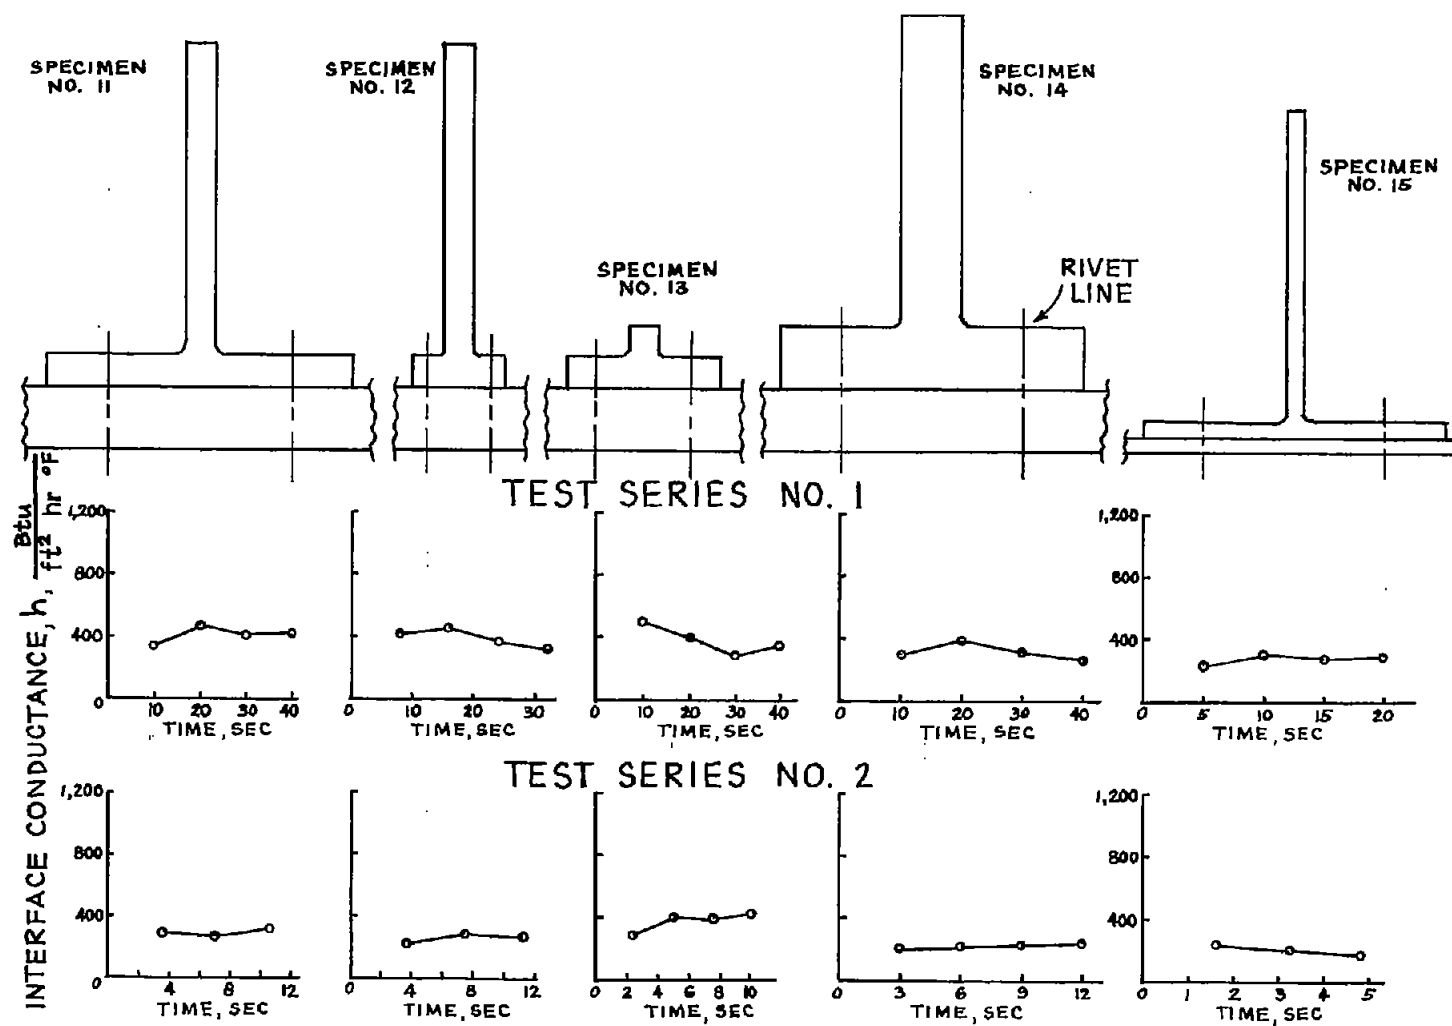 SPECIMEN
NO. 11
SPECIMEN
NO. 12
SPECIMEN
NO. 13
SPECIMEN
NO. 14
SPECIMEN
NO. 15
RIVET
LINE
INTERFACE CONDUCTANCE, h, Btu
ft² hr °F
TEST SERIES NO. 1
1,200
800
400
0
10 20 30 40
TIME, SEC
0 10 20 30
TIME, SEC
0 10 20 30 40
TIME, SEC
0 10 20 30 40
TIME, SEC
1,200
800
400
0 5 10 15 20
TIME, SEC
TEST SERIES NO. 2
1,200
800
400
0
4 8 12
TIME, SEC
0 4 8 12
TIME, SEC
0 2 4 6 8 10
TIME, SEC
0 3 6 9 12
TIME, SEC
1,200
800
400
0 1 2 3 4 5
TIME, SEC